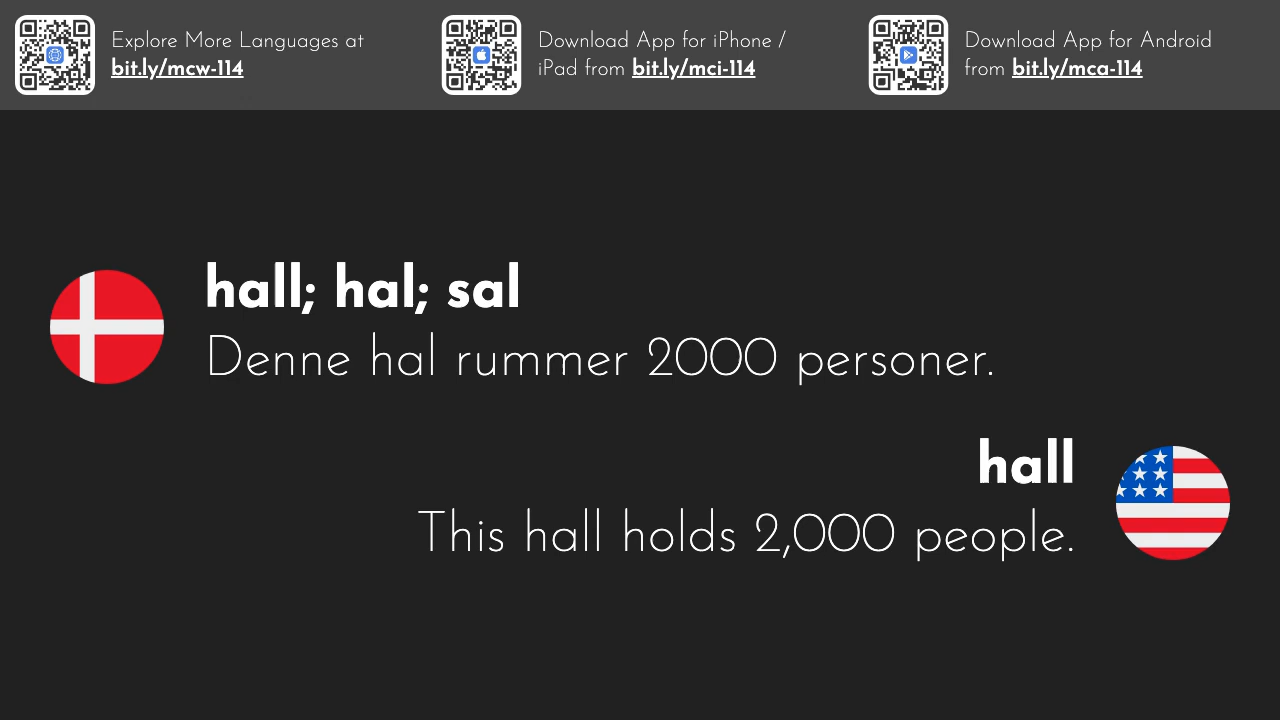 Explore More Languages at
bit.ly/mcw-114
Download App for iPhone /
iPad from bit.ly/mci-114
Download App for Android
from bit.ly/mca-114
hall; hal; sal
Denne hal rummer 2000 personer.
hall
This hall holds 2,000 people.